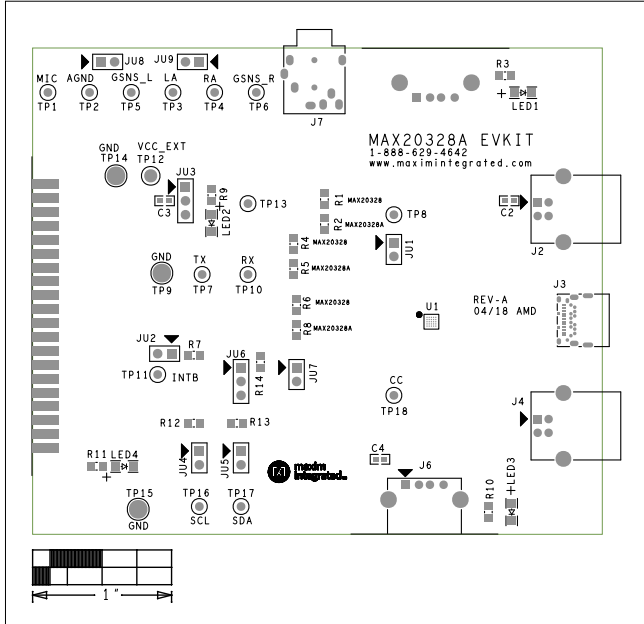 JU8 JU9
MIC AGND GSNS_L LA RA GSNS_R
TP1 TP2 TP5 TP3 TP4 TP6
J7
R3
+
LED1
MAX20328A EVKIT
1-888-629-4642
www.maximintegrated.com
GND
TP14
VCC_EXT
TP12
JU3
C3
R9
+
LED2
TP13
R1 MAX20328
R2 MAX20328A
R4 MAX20328
R5 MAX20328A
R6 MAX20328
R8 MAX20328A
TP8
JU1
C2
J2
GND
TP9
TX
TP7
RX
TP10
U1
REV-A
04/18 AMD
J3
JU2
R7
TP11 INTB
JU6
R14
JU7
CC
TP18
J4
R12 R13
R11 LED4
+
JU4 JU5
maxim
integrated™
C4
J6
R10
+LED3
TP15
GND
TP16
SCL
TP17
SDA
1"